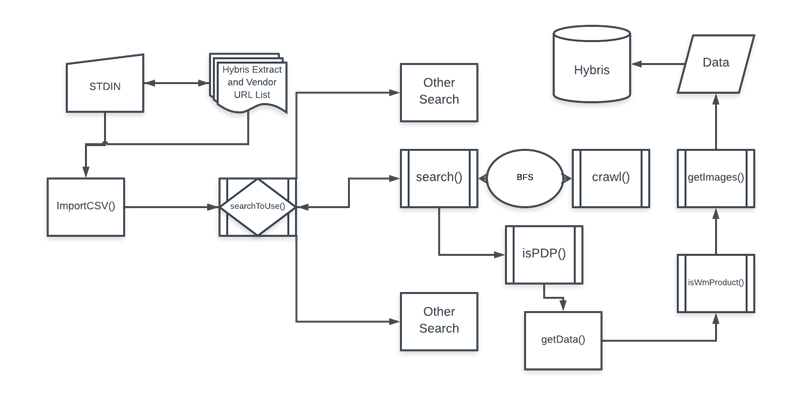 STDIN
Hybris Extract
and Vendor
URL List
Other
Search
Hybris
Data
ImportCSV()
searchToUse()
search()
BFS
crawl()
getImages()
isPDP()
isWmProduct()
Other
Search
getData()